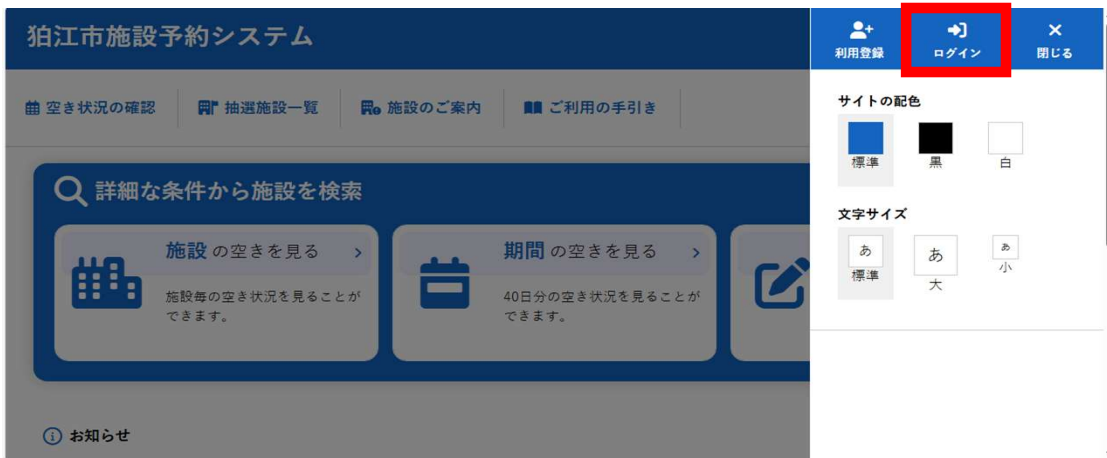 狛江市施設予約システム
利用登録
ログイン
閉じる
空き状況の確認
抽選施設一覧
施設のご案内
ご利用の手引き
サイトの配色
標準
黒
白
文字サイズ
あ
標準
あ
大
あ
小
詳細な条件から施設を検索
施設 の空きを見る
施設毎の空き状況を見ることが
できます。
期間 の空きを見る
40日分の空き状況を見ることが
できます。
お知らせ